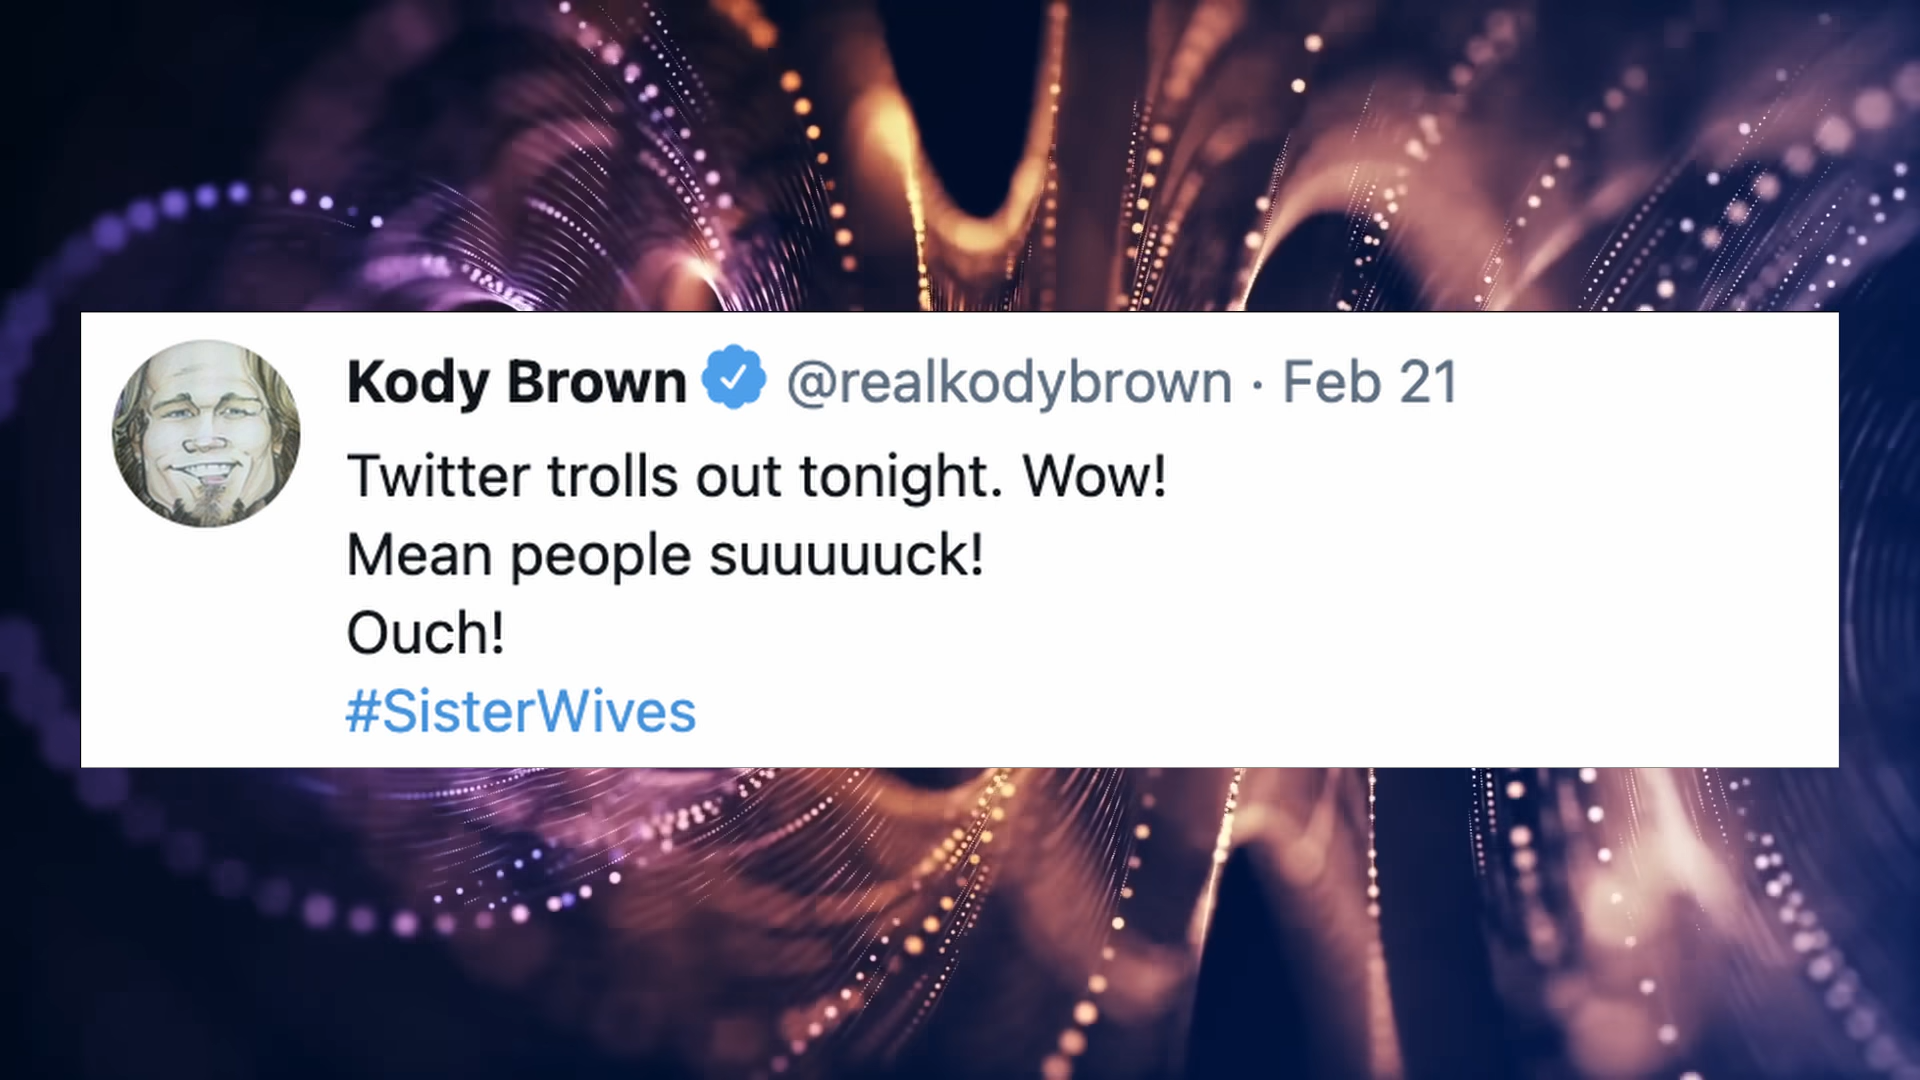 Kody Brown @realkodybrown · Feb 21
Twitter trolls out tonight. Wow!
Mean people suuuuuck!
Ouch!
#SisterWives